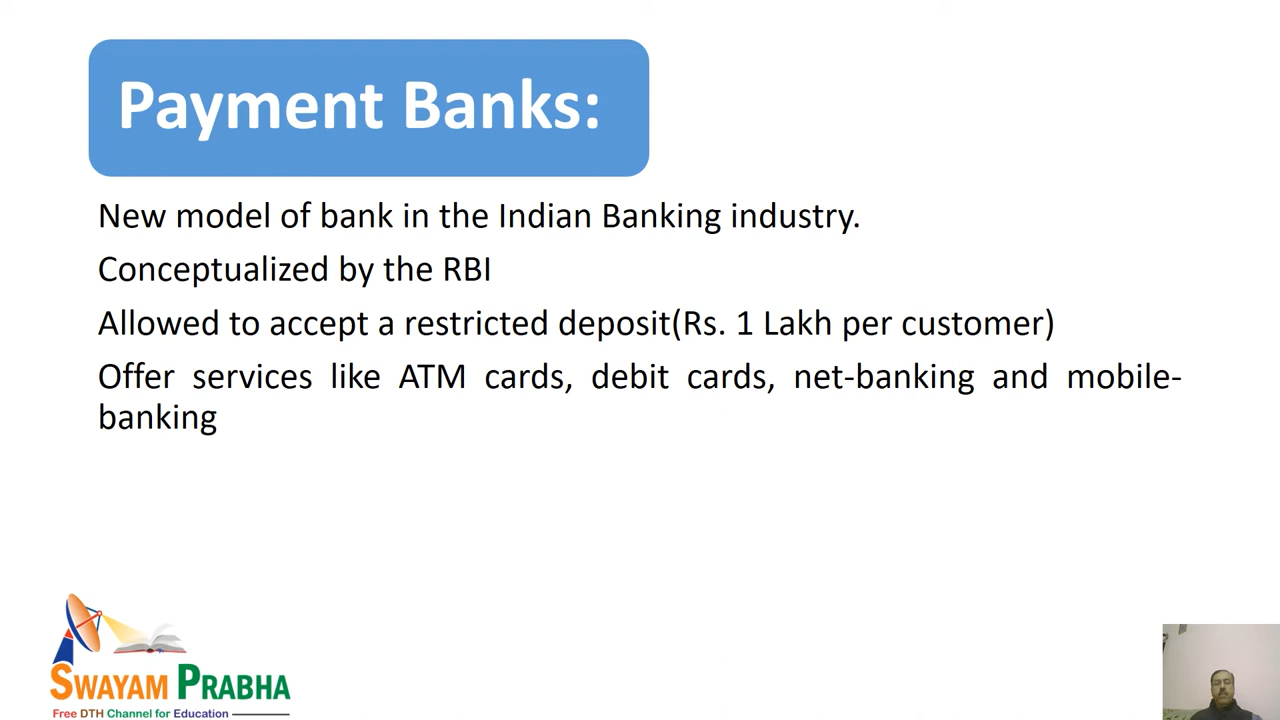 Payment Banks:
New model of bank in the Indian Banking industry.
Conceptualized by the RBI
Allowed to accept a restricted deposit(Rs. 1 Lakh per customer)
Offer services like ATM cards, debit cards, net-banking and mobile-
banking
SWAYAM PRABHA
Free DTH Channel for Education